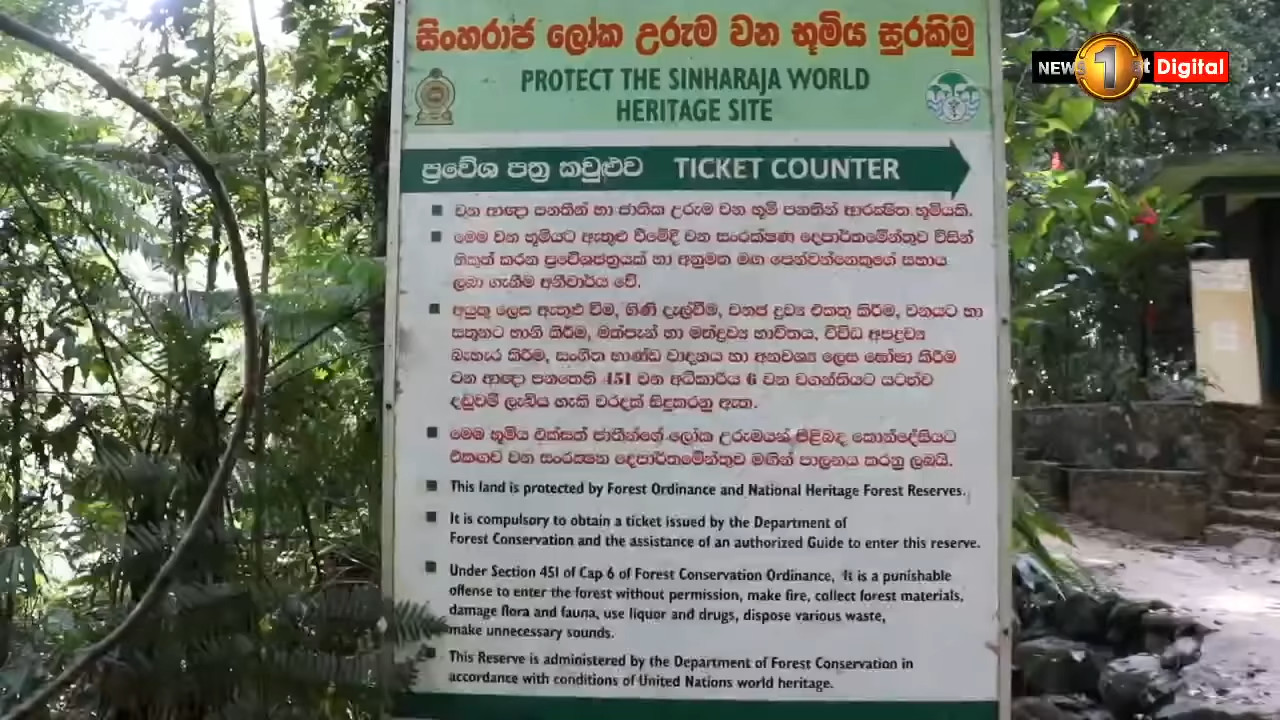 සිංහරාජ ලෝක උරුම වන භූමිය සුරකිමු
PROTECT THE SINHARAJA WORLD
HERITAGE SITE
NEWS 1st Digital
ප්‍රවේශ පත්‍ර කවුළුව TICKET COUNTER
වන ආඥා පනතින් හා ජාතික උරුම වන භූමි පනතින් ආරක්ෂිත භූමියකි.
මෙම වන භූමියට ඇතුළු වීමේදී වන සංරක්ෂණ දෙපාර්තමේන්තුව විසින්
නිකුත් කරන ප්‍රවේශපත්‍රයක් හා අනුමත මඟ පෙන්වන්නෙකුගේ සහාය
ලබා ගැනීම අනිවාර්ය වේ.
අයුතු ලෙස ඇතුළු වීම, ගිණි දැල්වීම, වනජ ද්‍රව්‍ය එකතු කිරීම, වනයට හා
සතුනට හානි කිරීම, මත්පැන් හා මත්ද්‍රව්‍ය භාවිතය, විවිධ අපද්‍රව්‍ය
බැහැර කිරීම, සංගීත භාණ්ඩ වාදනය හා අනවශ්‍ය ලෙස ඝෝෂා කිරීම
වන ආඥා පනතෙහි 451 වන අධිකාරිය 6 වන වගන්තියට යටත්ව
දඬුවම් ලැබිය හැකි වරදක් සිදුකරනු ඇත.
මෙම භූමිය එක්සත් ජාතීන්ගේ ලෝක උරුමයන් පිළිබඳ කොන්දේසියට
එකඟව වන සංරක්ෂන දෙපාර්තමේන්තුව මඟින් පාලනය කරනු ලබයි.
This land is protected by Forest Ordinance and National Heritage Forest Reserves.
It is compulsory to obtain a ticket issued by the Department of
Forest Conservation and the assistance of an authorized Guide to enter this reserve.
Under Section 451 of Cap 6 of Forest Conservation Ordinance, It is a punishable
offense to enter the forest without permission, make fire, collect forest materials,
damage flora and fauna, use liquor and drugs, dispose various waste,
make unnecessary sounds.
This Reserve is administered by the Department of Forest Conservation in
accordance with conditions of United Nations world heritage.